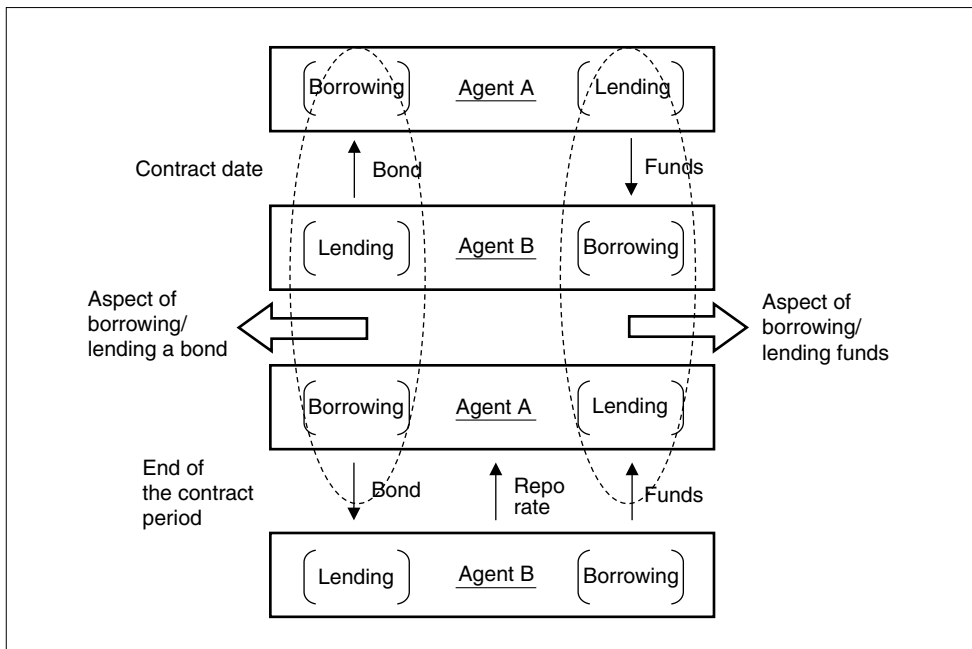 Borrowing Agent A Lending
Contract date
Bond
Funds
Lending Agent B Borrowing
Aspect of
borrowing/
lending a bond
Aspect of
borrowing/
lending funds
Borrowing Agent A Lending
End of
the contract
period
Bond
Repo
rate
Funds
Lending Agent B Borrowing